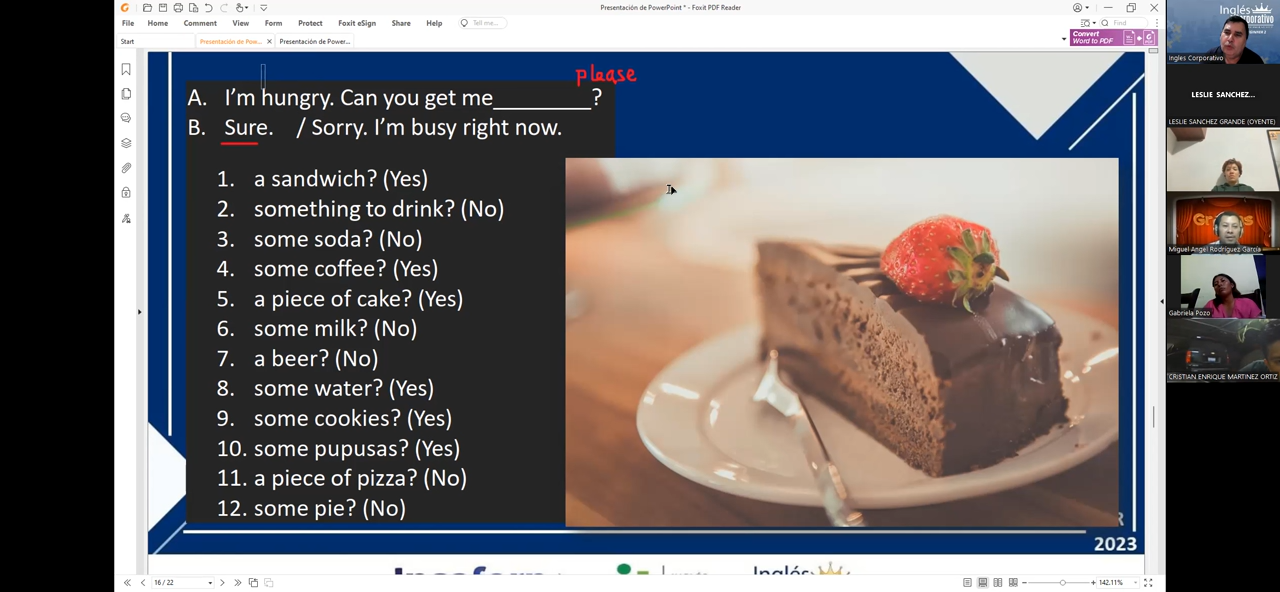 Presentación de PowerPoint * - Foxit PDF Reader
File Home Comment View Form Protect Foxit eSign Share Help Tell me... Find
Start Presentación de Pow... Presentación de Power... Convert Word to PDF
please
A. I'm hungry. Can you get me_________?
B. Sure. / Sorry. I'm busy right now.
1. a sandwich? (Yes)
2. something to drink? (No)
3. some soda? (No)
4. some coffee? (Yes)
5. a piece of cake? (Yes)
6. some milk? (No)
7. a beer? (No)
8. some water? (Yes)
9. some cookies? (Yes)
10. some pupusas? (Yes)
11. a piece of pizza? (No)
12. some pie? (No)
2023
16 / 22
142.11%
Inglés
Ingles Corporativo
LESLIE SANCHEZ...
LESLIE SANCHEZ GRANDE (OYENTE)
Miguel Angel Rodriguez Garcia
Gabriela Pozo
CRISTIAN ENRIQUE MARTINEZ ORTIZ